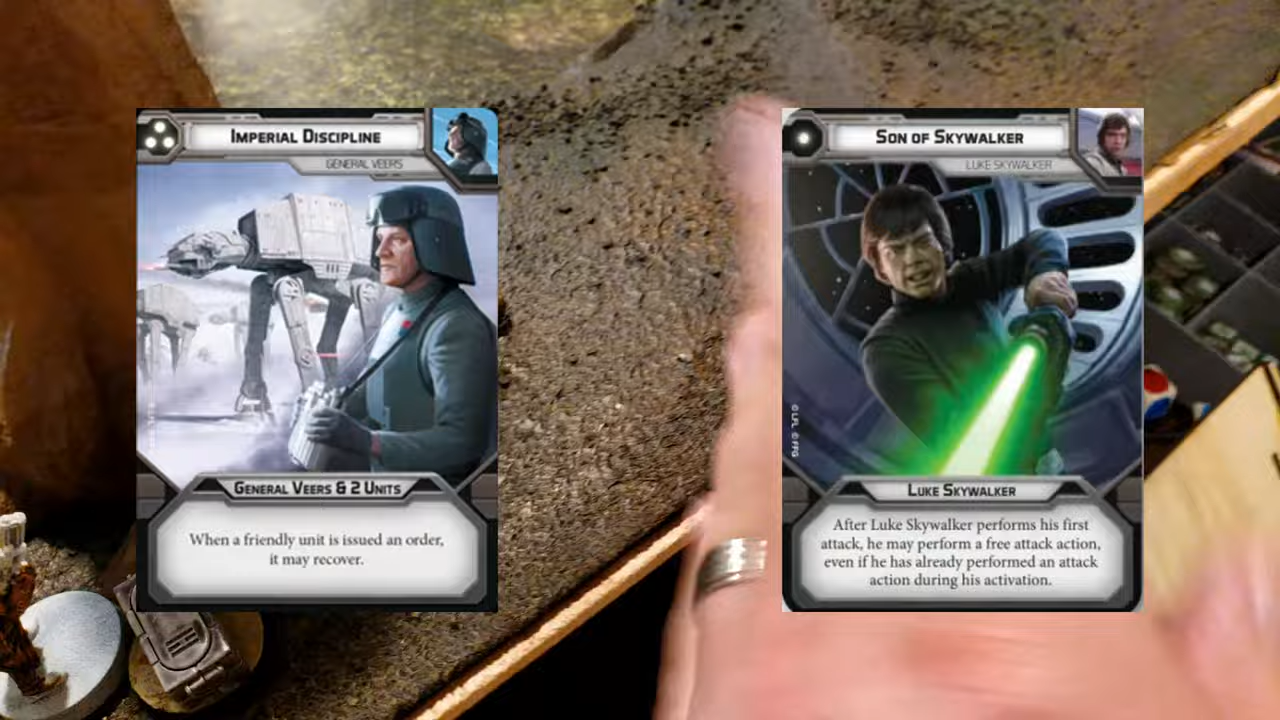 IMPERIAL DISCIPLINE
GENERAL VEERS
GENERAL VEERS & 2 UNITS
When a friendly unit is issued an order,
it may recover.
SON OF SKYWALKER
LUKE SKYWALKER
© LFL © FFG
LUKE SKYWALKER
After Luke Skywalker performs his first
attack, he may perform a free attack action,
even if he has already performed an attack
action during his activation.